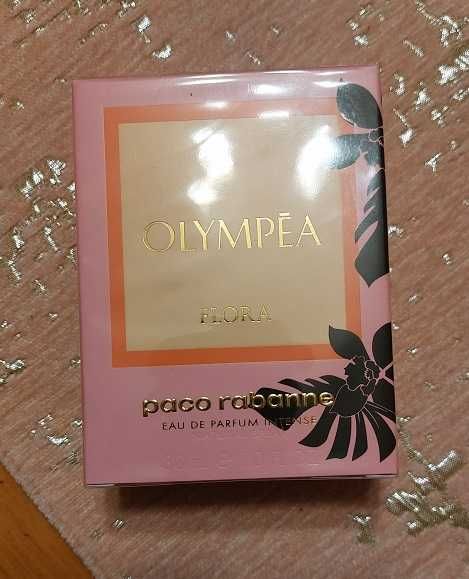 OLYMPĒA
FLORA
paco rabanne
EAU DE PARFUM INTENSE